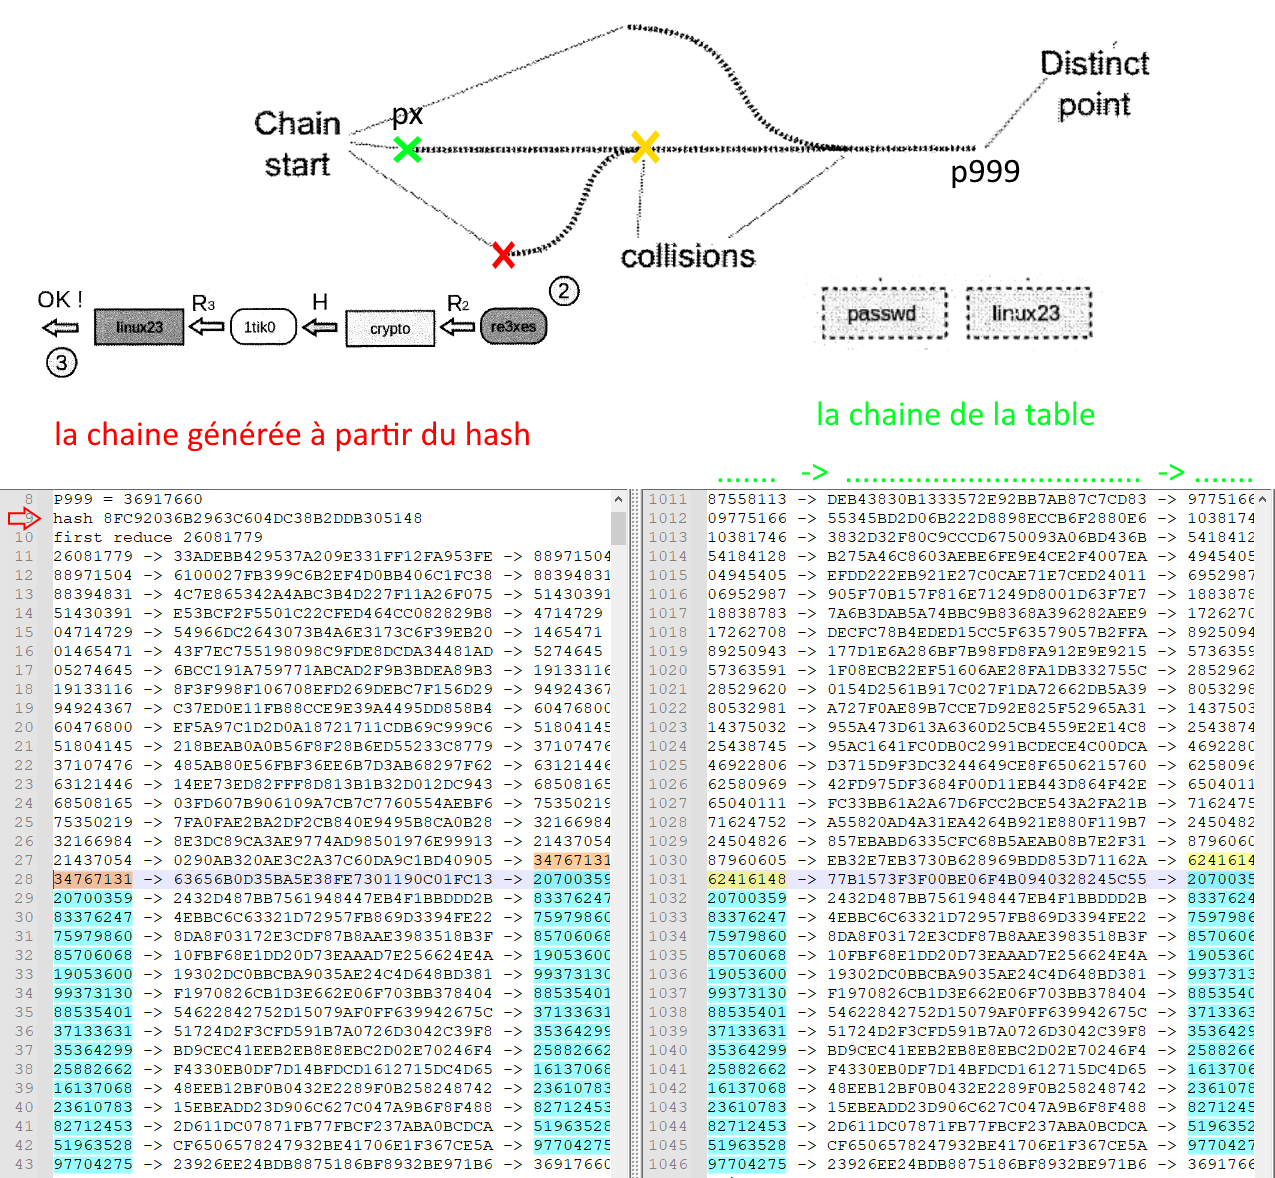 px
Chain
start
Distinct
point
p999
collisions
OK !
R3
H
R2
2
linux23
1tik0
crypto
re3xes
3
passwd
linux23
la chaine générée à partir du hash
la chaine de la table
....... -> ............................... -> .......
8 P999 = 36917660
9 hash 8FC92036B2963C604DC38B2DDB305148
10 first reduce 26081779
11 26081779 -> 33ADEBB429537A209E331FF12FA953FE -> 88971504
12 88971504 -> 6100027FB399C6B2EF4D0BB406C1FC38 -> 88394831
13 88394831 -> 4C7E865342A4ABC3B4D227F11A26F075 -> 51430391
14 51430391 -> E53BCF2F5501C22CFED464CC082829B8 -> 4714729
15 04714729 -> 54966DC2643073B4A6E3173C6F39EB20 -> 1465471
16 01465471 -> 43F7EC755198098C9FDE8DCDA34481AD -> 5274645
17 05274645 -> 6BCC191A759771ABCAD2F9B3BDEA89B3 -> 19133116
18 19133116 -> 8F3F998F106708EFD269DEBC7F156D29 -> 94924367
19 94924367 -> C37ED0E11FB88CCE9E39A4495DD858B4 -> 60476800
20 60476800 -> EF5A97C1D2D0A18721711CDB69C999C6 -> 51804145
21 51804145 -> 218BEAB0A0B56F8F28B6ED55233C8779 -> 37107476
22 37107476 -> 485AB80E56FBF36EE6B7D3AB68297F62 -> 63121446
23 63121446 -> 14EE73ED82FFF8D813B1B32D012DC943 -> 68508165
24 68508165 -> 03FD607B906109A7CB7C7760554AEBF6 -> 75350219
25 75350219 -> 7FA0FAE2BA2DF2CB840E9495B8CA0B28 -> 32166984
26 32166984 -> 8E3DC89CA3AE9774AD98501976E99913 -> 21437054
27 21437054 -> 0290AB320AE3C2A37C60DA9C1BD40905 -> 34767131
28 34767131 -> 63656B0D35BA5E38FE7301190C01FC13 -> 20700359
29 20700359 -> 2432D487BB7561948447EB4F1BBDDD2B -> 83376247
30 83376247 -> 4EBBC6C63321D72957FB869D3394FE22 -> 75979860
31 75979860 -> 8DA8F03172E3CDF87B8AAE3983518B3F -> 85706068
32 85706068 -> 10FBF68E1DD20D73EAAAD7E256624E4A -> 19053600
33 19053600 -> 19302DC0BBCBA9035AE24C4D648BD381 -> 99373130
34 99373130 -> F1970826CB1D3E662E06F703BB378404 -> 88535401
35 88535401 -> 54622842752D15079AF0FF639942675C -> 37133631
36 37133631 -> 51724D2F3CFD591B7A0726D3042C39F8 -> 35364299
37 35364299 -> BD9CEC41EEB2EB8E8EBC2D02E70246F4 -> 25882662
38 25882662 -> F4330EB0DF7D14BFDCD1612715DC4D65 -> 16137068
39 16137068 -> 48EEB12BF0B0432E2289F0B258248742 -> 23610783
40 23610783 -> 15EBEADD23D906C627C047A9B6F8F488 -> 82712453
41 82712453 -> 2D611DC07871FB77FBCF237ABA0BCDCA -> 51963528
42 51963528 -> CF6506578247932BE41706E1F367CE5A -> 97704275
43 97704275 -> 23926EE24BDB8875186BF8932BE971B6 -> 36917660
1011 87558113 -> DEB43830B1333572E92BB7AB87C7CD83 -> 9775166
1012 09775166 -> 55345BD2D06B222D8898ECCB6F2880E6 -> 1038174
1013 10381746 -> 3832D32F80C9CCCD6750093A06BD436B -> 5418412
1014 54184128 -> B275A46C8603AEBE6FE9E4CE2F4007EA -> 4945405
1015 04945405 -> EFDD222EB921E27C0CAE71E7CED24011 -> 6952987
1016 06952987 -> 905F70B157F816E71249D8001D63F7E7 -> 1883878
1017 18838783 -> 7A6B3DAB5A74BBC9B8368A396282AEE9 -> 1726270
1018 17262708 -> DECFC78B4EDED15CC5F63579057B2FFA -> 8925094
1019 89250943 -> 177D1E6A286BF7B98FD8FA912E9E9215 -> 5736359
1020 57363591 -> 1F08ECB22EF51606AE28FA1DB332755C -> 2852962
1021 28529620 -> 0154D2561B917C027F1DA72662DB5A39 -> 8053298
1022 80532981 -> A727F0AE89B7CCE7D92E825F52965A31 -> 1437503
1023 14375032 -> 955A473D613A6360D25CB4559E2E14C8 -> 2543874
1024 25438745 -> 95AC1641FC0DB0C2991BCDECE4C00DCA -> 4692280
1025 46922806 -> D3715D9F3DC3244649CE8F6506215760 -> 6258096
1026 62580969 -> 42FD975DF3684F00D11EB443D864F42E -> 6504011
1027 65040111 -> FC33BB61A2A67D6FCC2BCE543A2FA21B -> 7162475
1028 71624752 -> A55820AD4A31EA4264B921E880F119B7 -> 2450482
1029 24504826 -> 857EBABD6335CFC68B5AEAB08B7E2F31 -> 8796060
1030 87960605 -> EB32E7EB3730B628969BDD853D71162A -> 6241614
1031 62416148 -> 77B1573F3F00BE06F4B0940328245C55 -> 2070035
1032 20700359 -> 2432D487BB7561948447EB4F1BBDDD2B -> 8337624
1033 83376247 -> 4EBBC6C63321D72957FB869D3394FE22 -> 7597986
1034 75979860 -> 8DA8F03172E3CDF87B8AAE3983518B3F -> 8570606
1035 85706068 -> 10FBF68E1DD20D73EAAAD7E256624E4A -> 1905360
1036 19053600 -> 19302DC0BBCBA9035AE24C4D648BD381 -> 9937313
1037 99373130 -> F1970826CB1D3E662E06F703BB378404 -> 8853540
1038 88535401 -> 54622842752D15079AF0FF639942675C -> 3713363
1039 37133631 -> 51724D2F3CFD591B7A0726D3042C39F8 -> 3536429
1040 35364299 -> BD9CEC41EEB2EB8E8EBC2D02E70246F4 -> 2588266
1041 25882662 -> F4330EB0DF7D14BFDCD1612715DC4D65 -> 1613706
1042 16137068 -> 48EEB12BF0B0432E2289F0B258248742 -> 2361078
1043 23610783 -> 15EBEADD23D906C627C047A9B6F8F488 -> 8271245
1044 82712453 -> 2D611DC07871FB77FBCF237ABA0BCDCA -> 5196352
1045 51963528 -> CF6506578247932BE41706E1F367CE5A -> 9770427
1046 97704275 -> 23926EE24BDB8875186BF8932BE971B6 -> 3691766